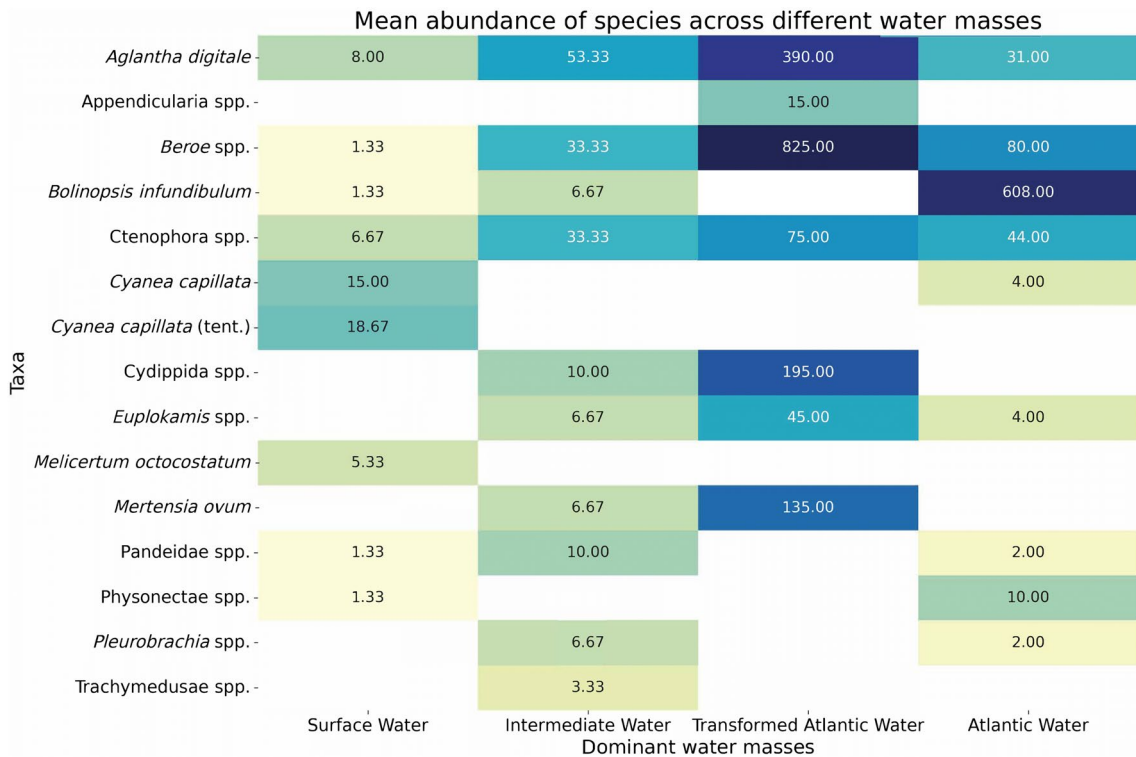 Mean abundance of species across different water masses
Aglantha digitale 8.00 53.33 390.00 31.00
Appendicularia spp. 15.00
Beroe spp. 1.33 33.33 825.00 80.00
Bolinopsis infundibulum 1.33 6.67 608.00
Ctenophora spp. 6.67 33.33 75.00 44.00
Cyanea capillata 15.00 4.00
Cyanea capillata (tent.) 18.67
Cydippida spp. 10.00 195.00
Euplokamis spp. 6.67 45.00 4.00
Melicertum octocostatum 5.33
Mertensia ovum 6.67 135.00
Pandeidae spp. 1.33 10.00 2.00
Physonectae spp. 1.33 10.00
Pleurobrachia spp. 6.67 2.00
Trachymedusae spp. 3.33
Taxa
Surface Water Intermediate Water Transformed Atlantic Water Atlantic Water
Dominant water masses